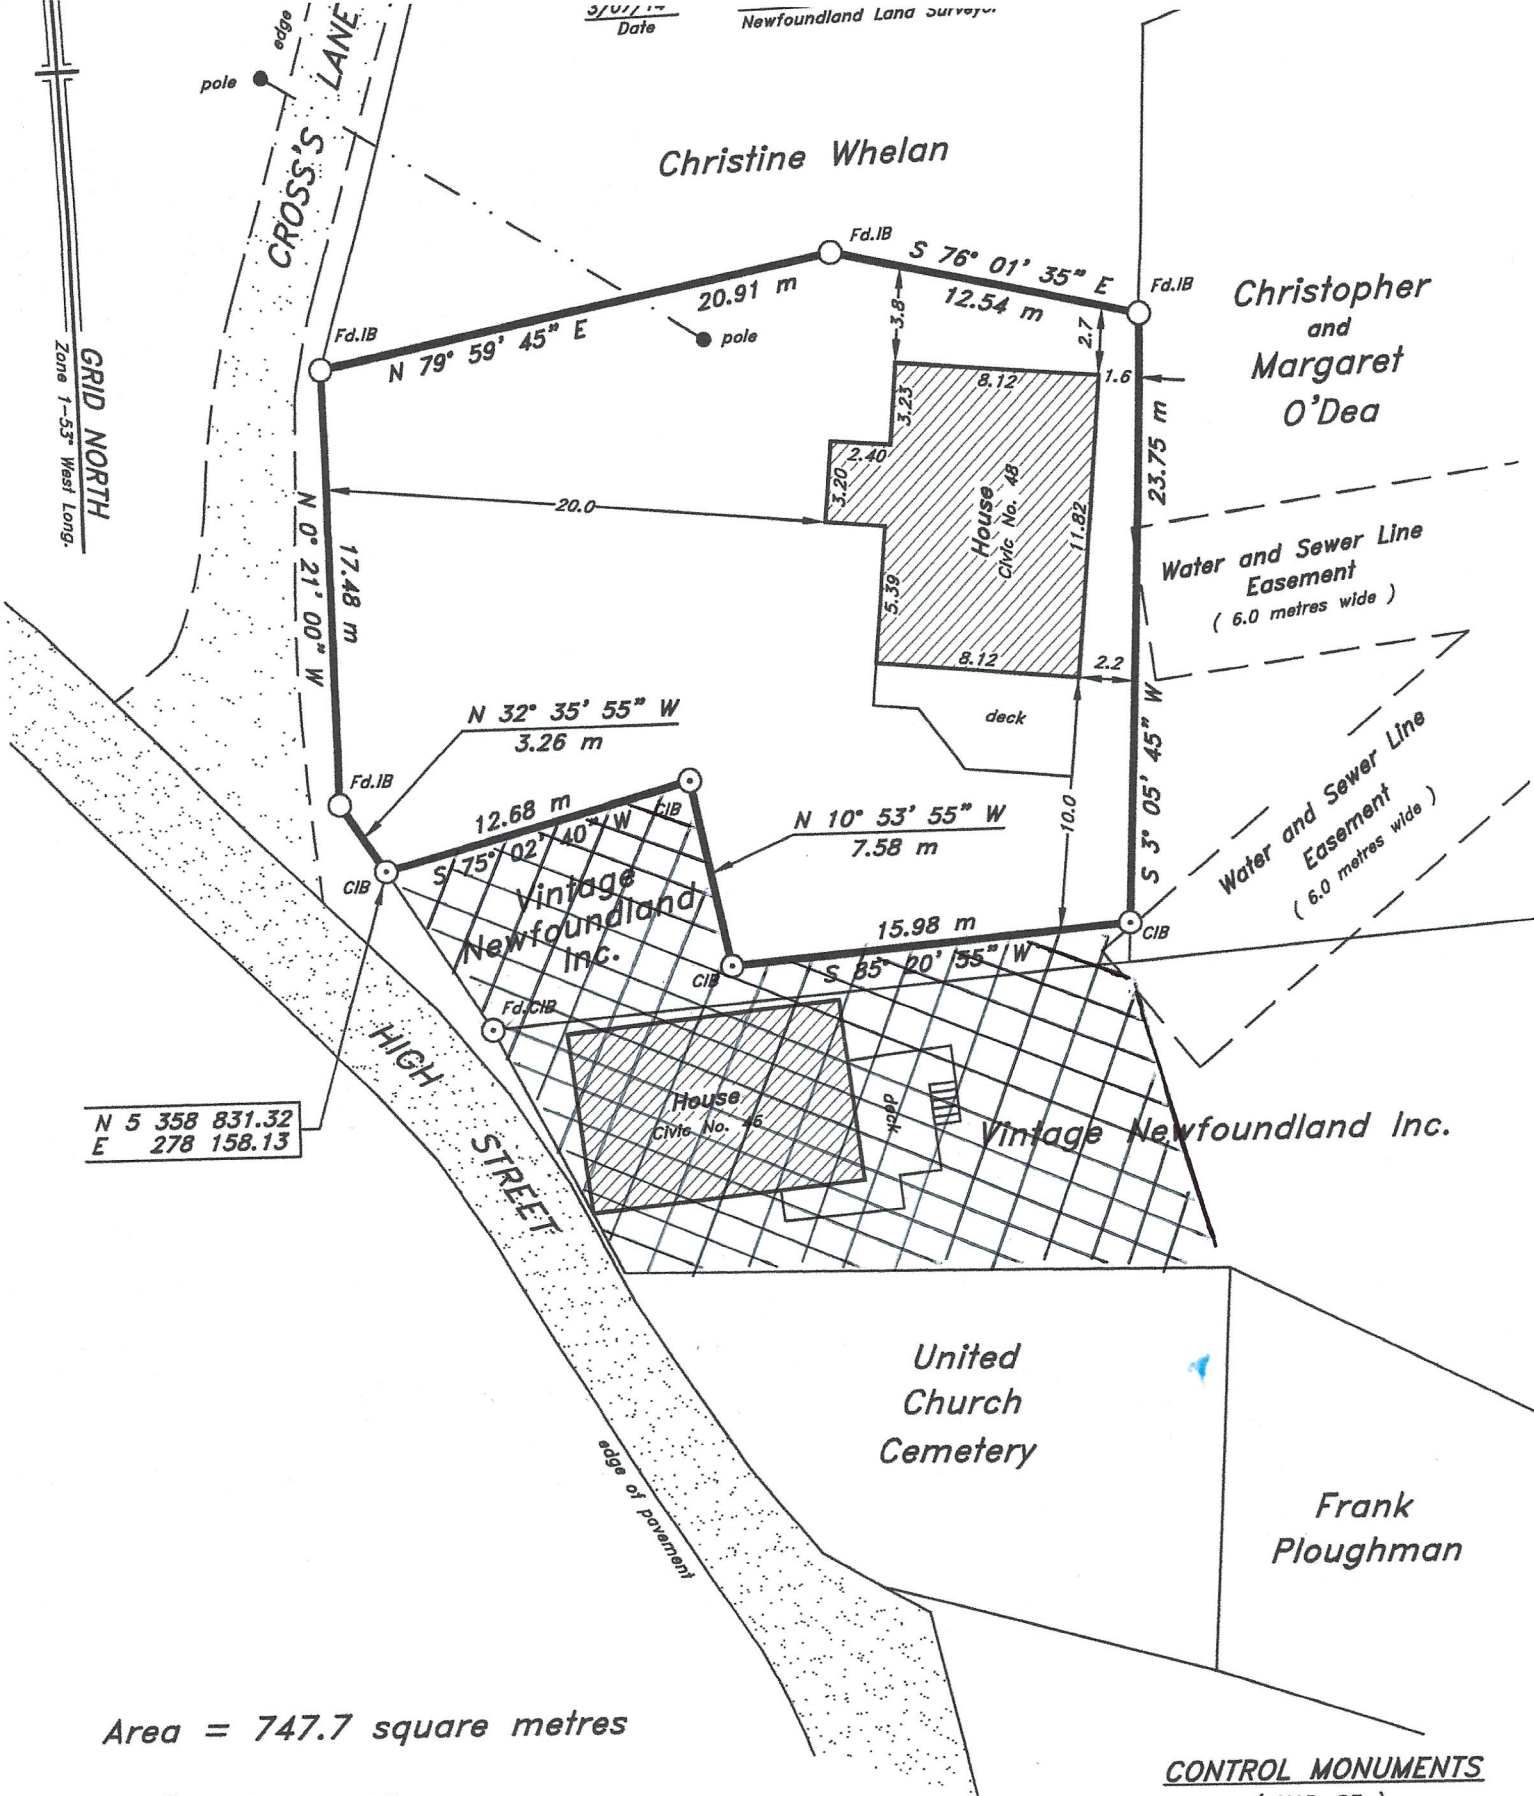 Date
Newfoundland Land Surveyor
edge
pole
CROSS'S LANE
Christine Whelan
Fd.IB
S 76° 01' 35" E
12.54 m
Fd.IB
Christopher
and
Margaret
O'Dea
20.91 m
N 79° 59' 45" E
Fd.IB
pole
3.8
2.7
1.6
8.12
3.23
2.40
3.20
House
Civic No. 48
11.82
5.39
8.12
2.2
23.75 m
S 3° 05' 45" W
GRID NORTH
Zone 1-53° West Long.
20.0
N 0° 21' 00" W
17.48 m
Water and Sewer Line
Easement
( 6.0 metres wide )
N 32° 35' 55" W
3.26 m
deck
10.0
Water and Sewer Line
Easement
( 6.0 metres wide )
Fd.IB
12.68 m
S 75° 02' 40" W
CIB
N 10° 53' 55" W
7.58 m
CIB
Vintage
Newfoundland
Inc.
15.98 m
S 85° 20' 55" W
CIB
CIB
Fd.CIB
HIGH STREET
House
Civic No. 46
deck
Vintage Newfoundland Inc.
N 5 358 831.32
E 278 158.13
United
Church
Cemetery
edge of pavement
Frank
Ploughman
Area = 747.7 square metres
CONTROL MONUMENTS